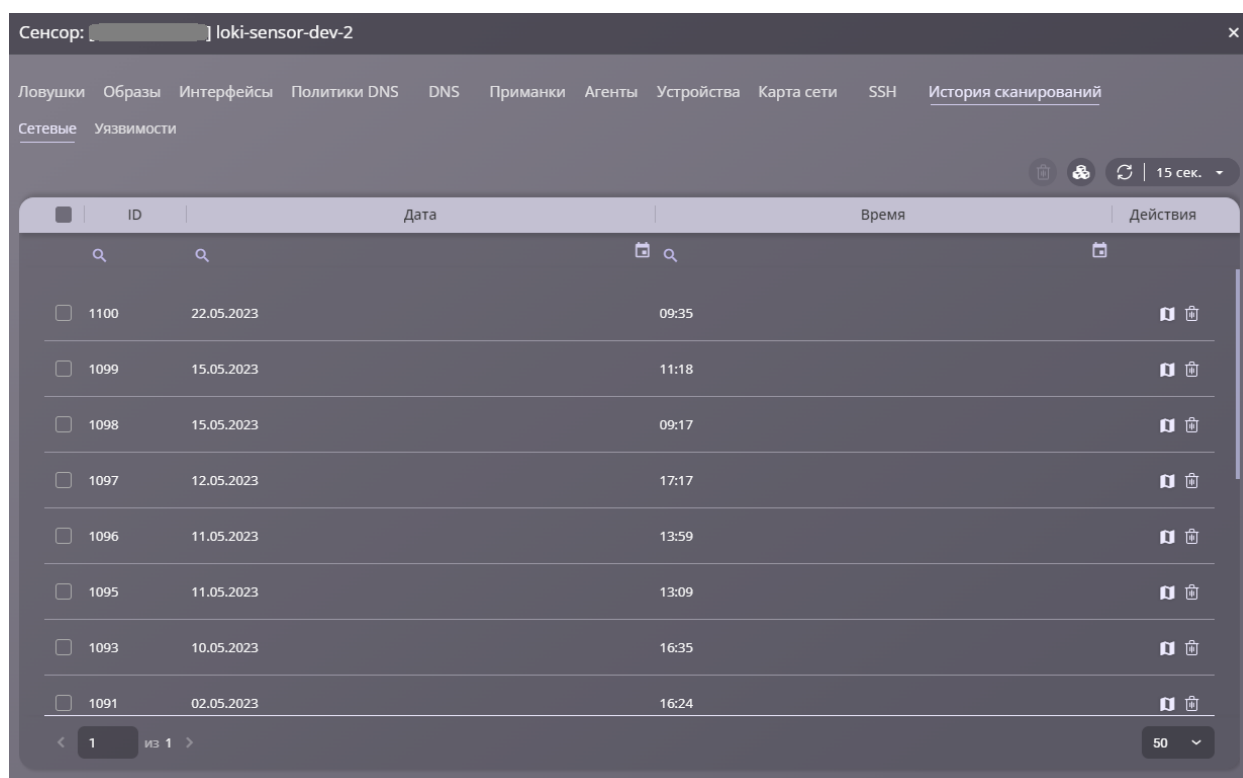 Сенсор: [ ] loki-sensor-dev-2
Ловушки Образы Интерфейсы Политики DNS DNS Приманки Агенты Устройства Карта сети SSH История сканирований
Сетевые Уязвимости
15 сек.
ID Дата Время Действия
1100 22.05.2023 09:35
1099 15.05.2023 11:18
1098 15.05.2023 09:17
1097 12.05.2023 17:17
1096 11.05.2023 13:59
1095 11.05.2023 13:09
1093 10.05.2023 16:35
1091 02.05.2023 16:24
1 из 1 50